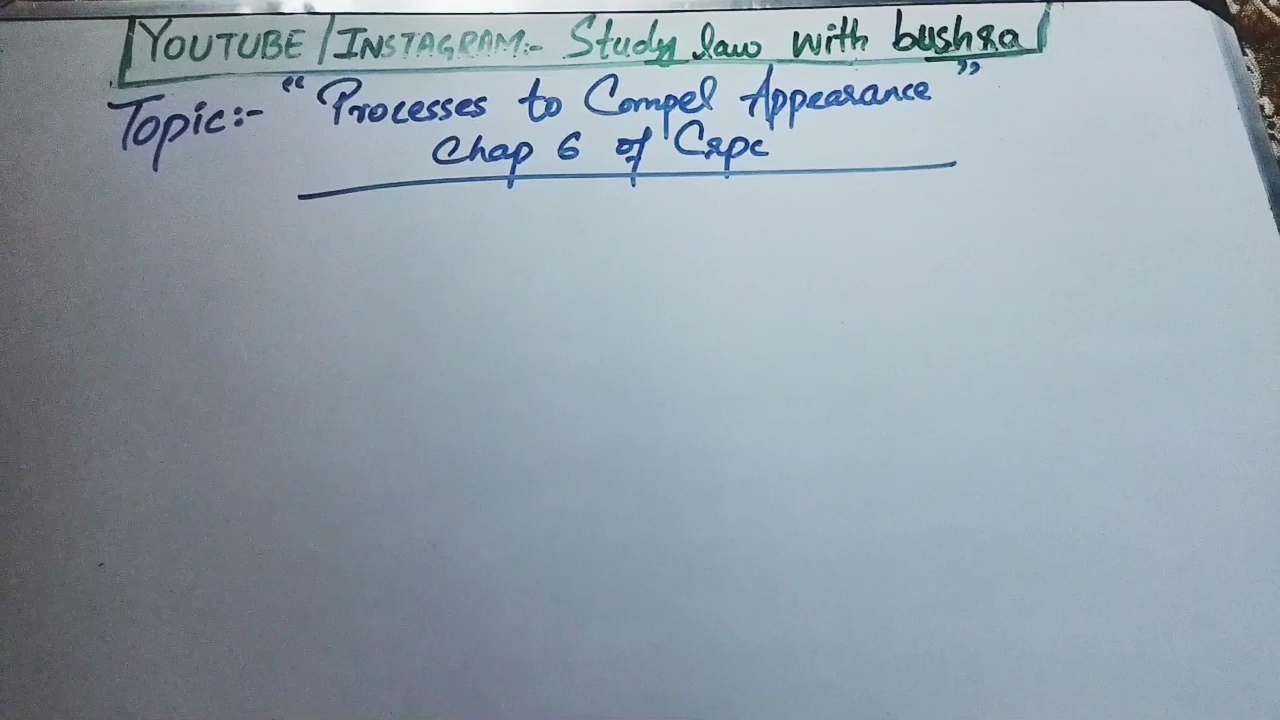 YOUTUBE/INSTAGRAM:- Study law with bushra
Topic:- "Processes to Compel Appearance"
Chap 6 of Crpc